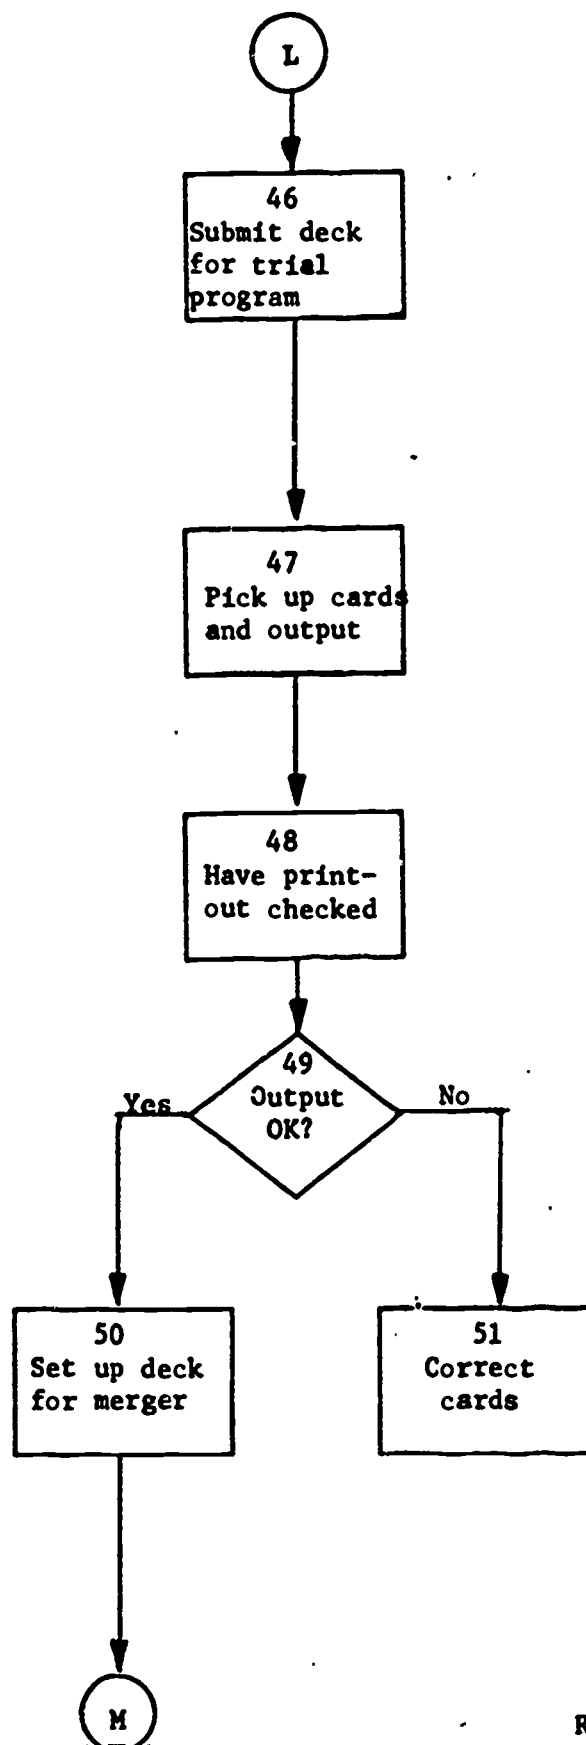 L
46
Submit deck
for trial
program
47
Pick up cards
and output
48
Have print-
out checked
49
Output
OK?
Yes
No
50
Set up deck
for merger
51
Correct
cards
M
R